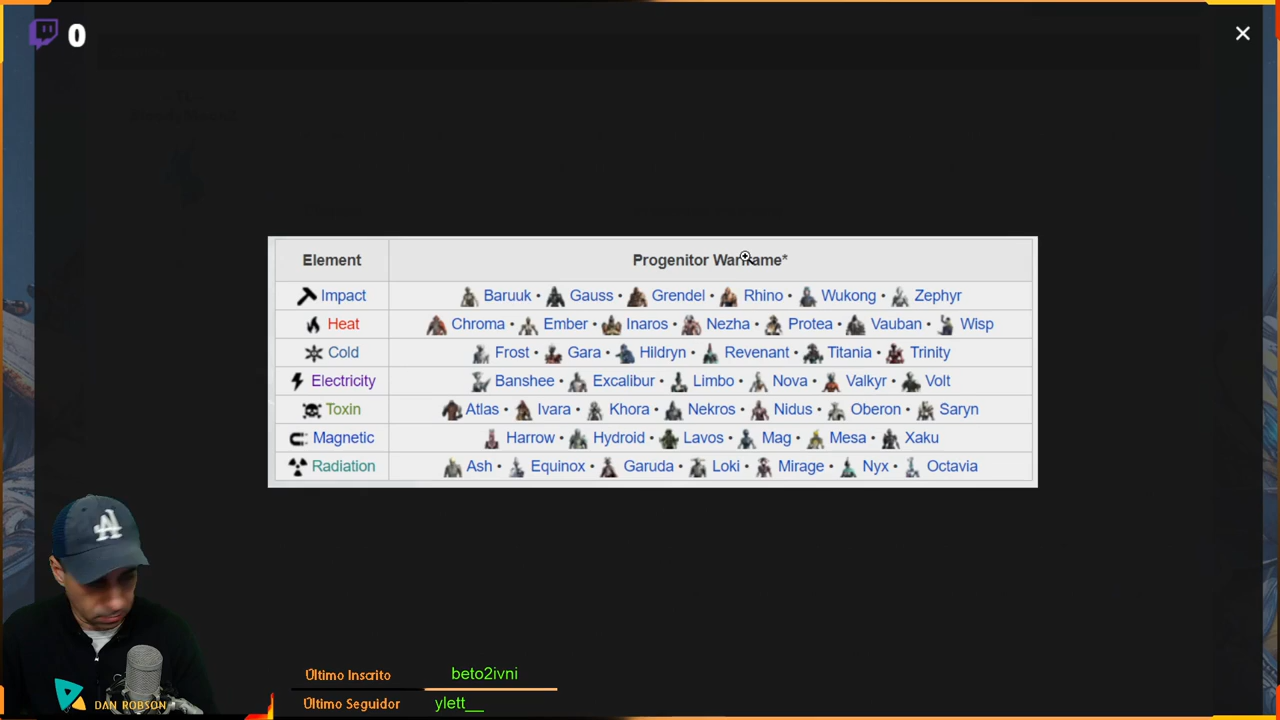 0
Element Progenitor Warframe*
Impact Baruuk • Gauss • Grendel • Rhino • Wukong • Zephyr
Heat Chroma • Ember • Inaros • Nezha • Protea • Vauban • Wisp
Cold Frost • Gara • Hildryn • Revenant • Titania • Trinity
Electricity Banshee • Excalibur • Limbo • Nova • Valkyr • Volt
Toxin Atlas • Ivara • Khora • Nekros • Nidus • Oberon • Saryn
Magnetic Harrow • Hydroid • Lavos • Mag • Mesa • Xaku
Radiation Ash • Equinox • Garuda • Loki • Mirage • Nyx • Octavia
Último Inscrito beto2ivni
Último Seguidor ylett__
DAN ROBSON